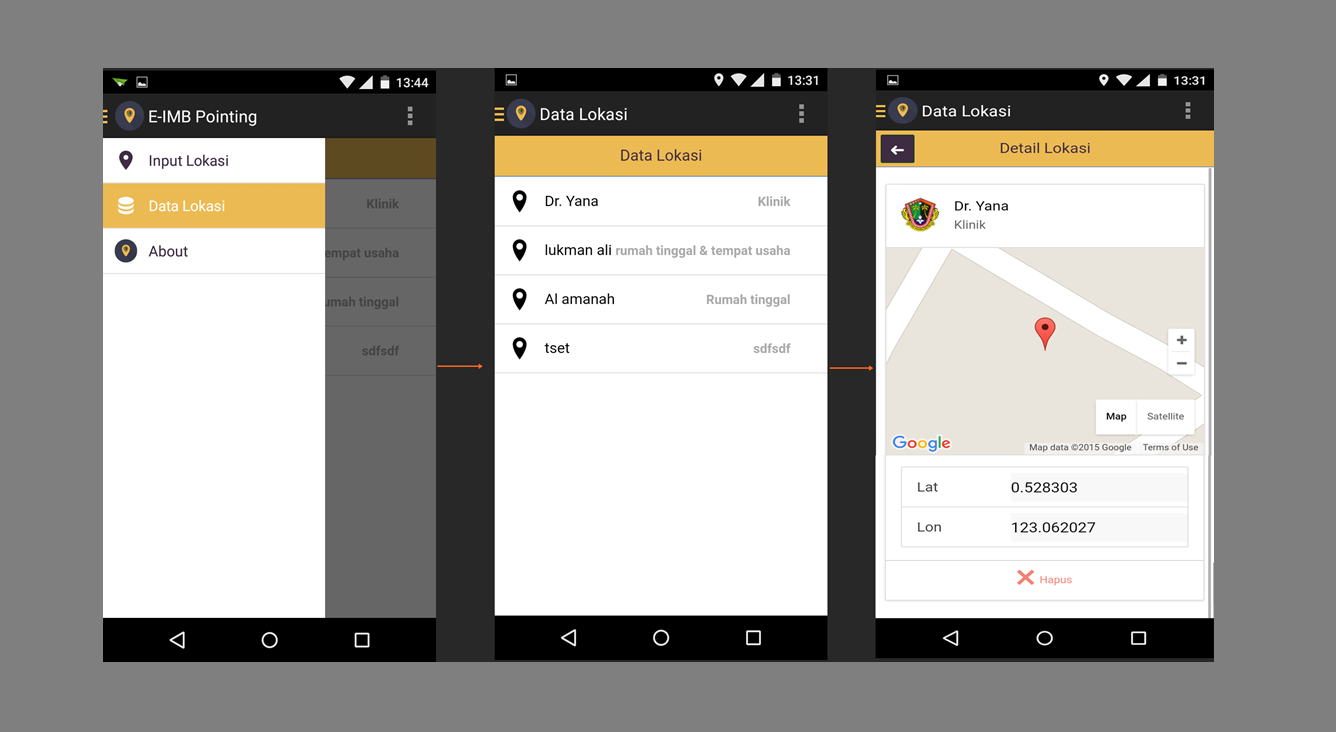 13:44
E-IMB Pointing
Input Lokasi
Data Lokasi
Klinik
About
empat usaha
umah tinggal
sdfsdf
13:31
Data Lokasi
Data Lokasi
Dr. Yana Klinik
lukman ali rumah tinggal & tempat usaha
Al amanah Rumah tinggal
tset sdfsdf
13:31
Data Lokasi
Detail Lokasi
Dr. Yana
Klinik
+
−
Map Satellite
Google Map data ©2015 Google Terms of Use
Lat 0.528303
Lon 123.062027
Hapus